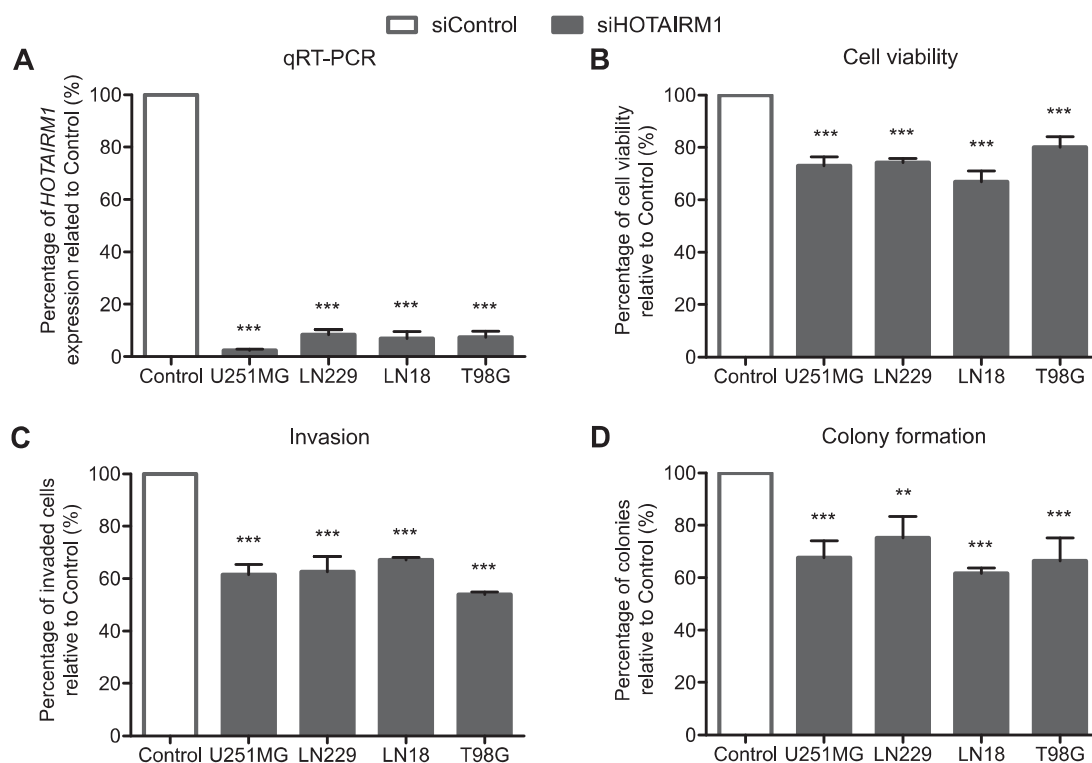 siControl siHOTAIRM1
A qRT-PCR
Percentage of HOTAIRM1
expression related to Control (%)
100
80
60
40
20
0
***
***
***
***
Control U251MG LN229 LN18 T98G
B Cell viability
Percentage of cell viability
relative to Control (%)
100
80
60
40
20
0
***
***
***
***
Control U251MG LN229 LN18 T98G
C Invasion
Percentage of invaded cells
relative to Control (%)
100
80
60
40
20
0
***
***
***
***
Control U251MG LN229 LN18 T98G
D Colony formation
Percentage of colonies
relative to Control (%)
100
80
60
40
20
0
***
**
***
***
Control U251MG LN229 LN18 T98G